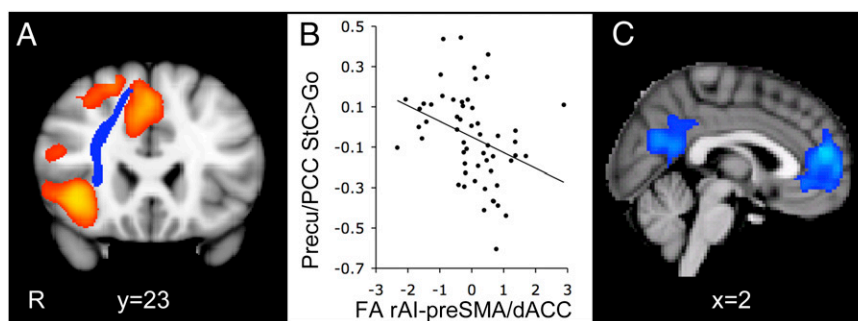 A
R
y=23
B
Precu/PCC StC>Go
0.5
0.3
0.1
-0.1
-0.3
-0.5
-0.7
-3 -2 -1 0 1 2 3
FA rAI-preSMA/dACC
C
x=2